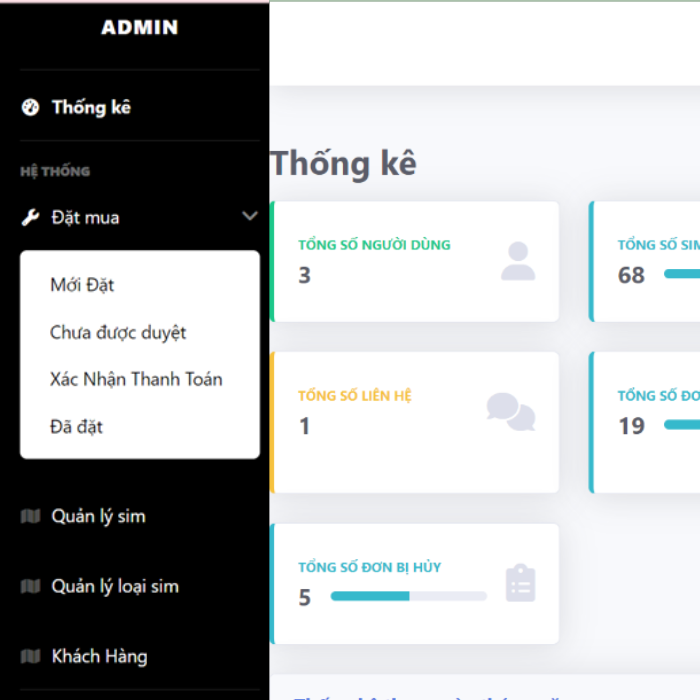 ADMIN
Thống kê
HỆ THỐNG
Đặt mua
Mới Đặt
Chưa được duyệt
Xác Nhận Thanh Toán
Đã đặt
Quản lý sim
Quản lý loại sim
Khách Hàng
Thống kê
TỔNG SỐ NGƯỜI DÙNG
3
TỔNG SỐ SIM
68
TỔNG SỐ LIÊN HỆ
1
TỔNG SỐ ĐƠ
19
TỔNG SỐ ĐƠN BỊ HỦY
5